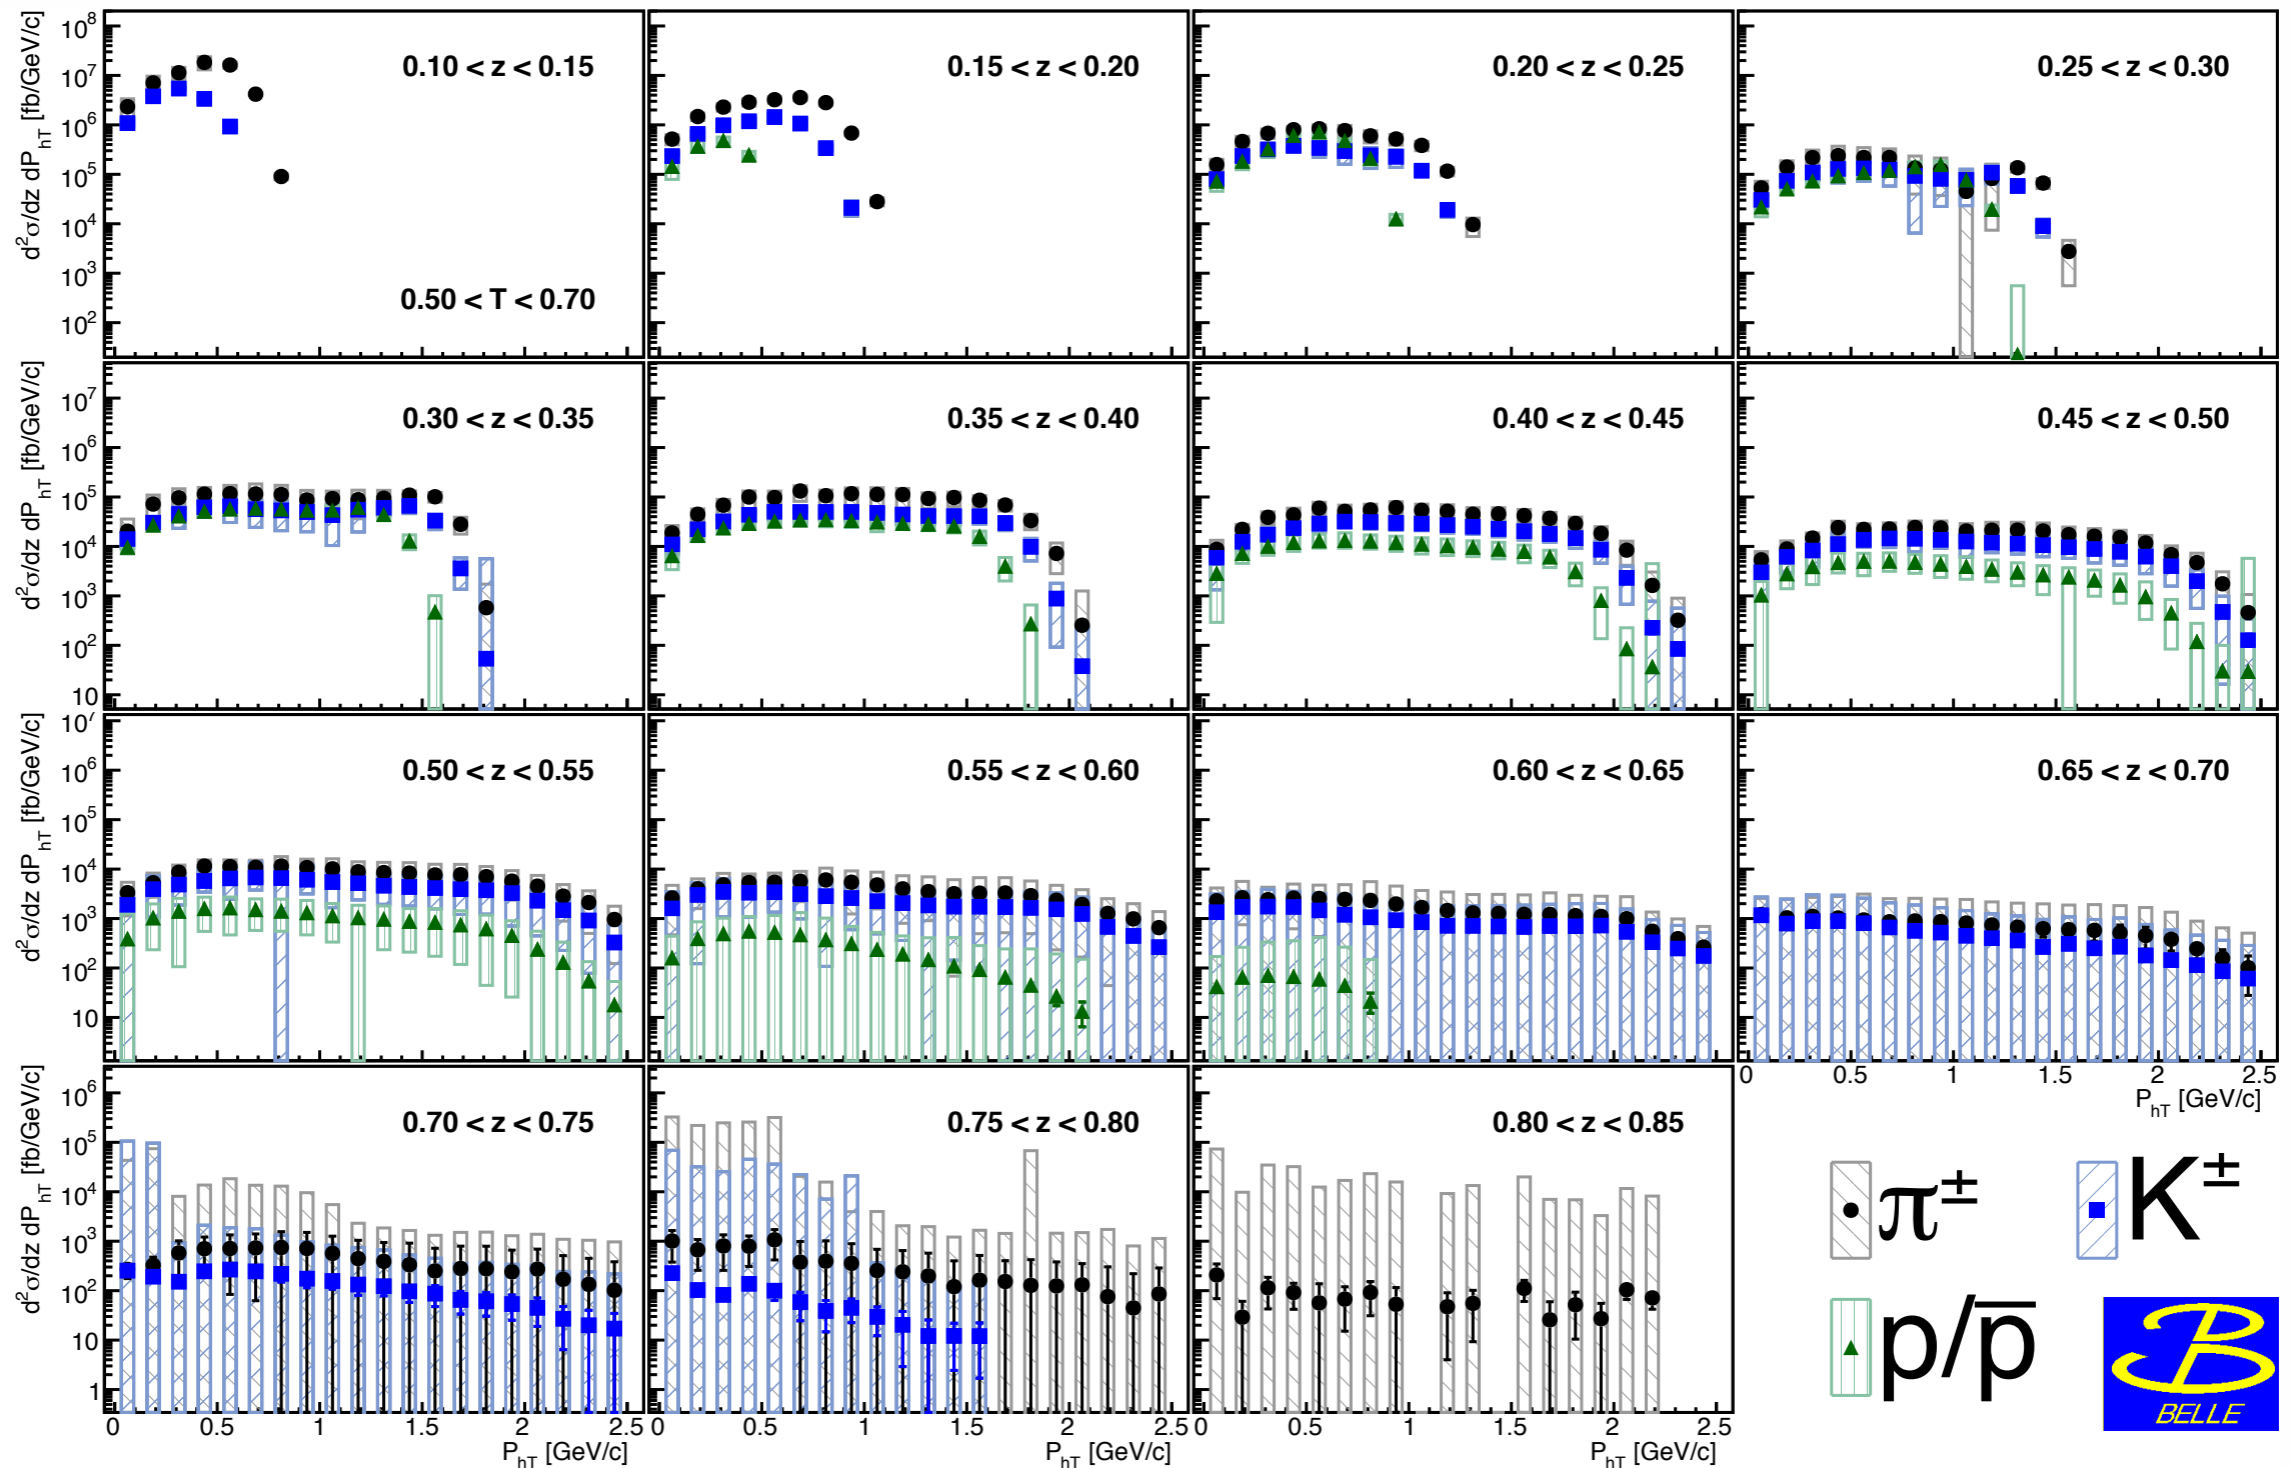 d²σ/dz dP_hT [fb/GeV/c]
10⁸
10⁷
10⁶
10⁵
10⁴
10³
10²
0.10 < z < 0.15
0.50 < T < 0.70
0.15 < z < 0.20
0.20 < z < 0.25
0.25 < z < 0.30
d²σ/dz dP_hT [fb/GeV/c]
10⁷
10⁶
10⁵
10⁴
10³
10²
10
0.30 < z < 0.35
0.35 < z < 0.40
0.40 < z < 0.45
0.45 < z < 0.50
d²σ/dz dP_hT [fb/GeV/c]
10⁷
10⁶
10⁵
10⁴
10³
10²
10
0.50 < z < 0.55
0.55 < z < 0.60
0.60 < z < 0.65
0.65 < z < 0.70
0 0.5 1 1.5 2 2.5
P_hT [GeV/c]
d²σ/dz dP_hT [fb/GeV/c]
10⁶
10⁵
10⁴
10³
10²
10
1
0.70 < z < 0.75
0.75 < z < 0.80
0.80 < z < 0.85
0 0.5 1 1.5 2 2.5
P_hT [GeV/c]
0 0.5 1 1.5 2 2.5
P_hT [GeV/c]
0 0.5 1 1.5 2 2.5
P_hT [GeV/c]
π±
K±
p/p̅
B
BELLE